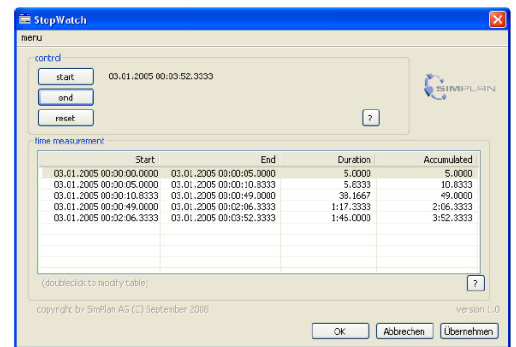 StopWatch
menu
control
start 03.01.2005 00:03:52.3333
end
reset
?
SIMPLAN
time measurement
Start End Duration Accumulated
03.01.2005 00:00:00.0000 03.01.2005 00:00:05.0000 5.0000 5.0000
03.01.2005 00:00:05.0000 03.01.2005 00:00:10.8333 5.8333 10.8333
03.01.2005 00:00:10.8333 03.01.2005 00:00:49.0000 38.1667 49.0000
03.01.2005 00:00:49.0000 03.01.2005 00:02:06.3333 1:17.3333 2:06.3333
03.01.2005 00:02:06.3333 03.01.2005 00:03:52.3333 1:46.0000 3:52.3333
(doubleclick to modify table) ?
copyright by SimPlan AG (C) September 2008 version 1.0
OK Abbrechen Übernehmen